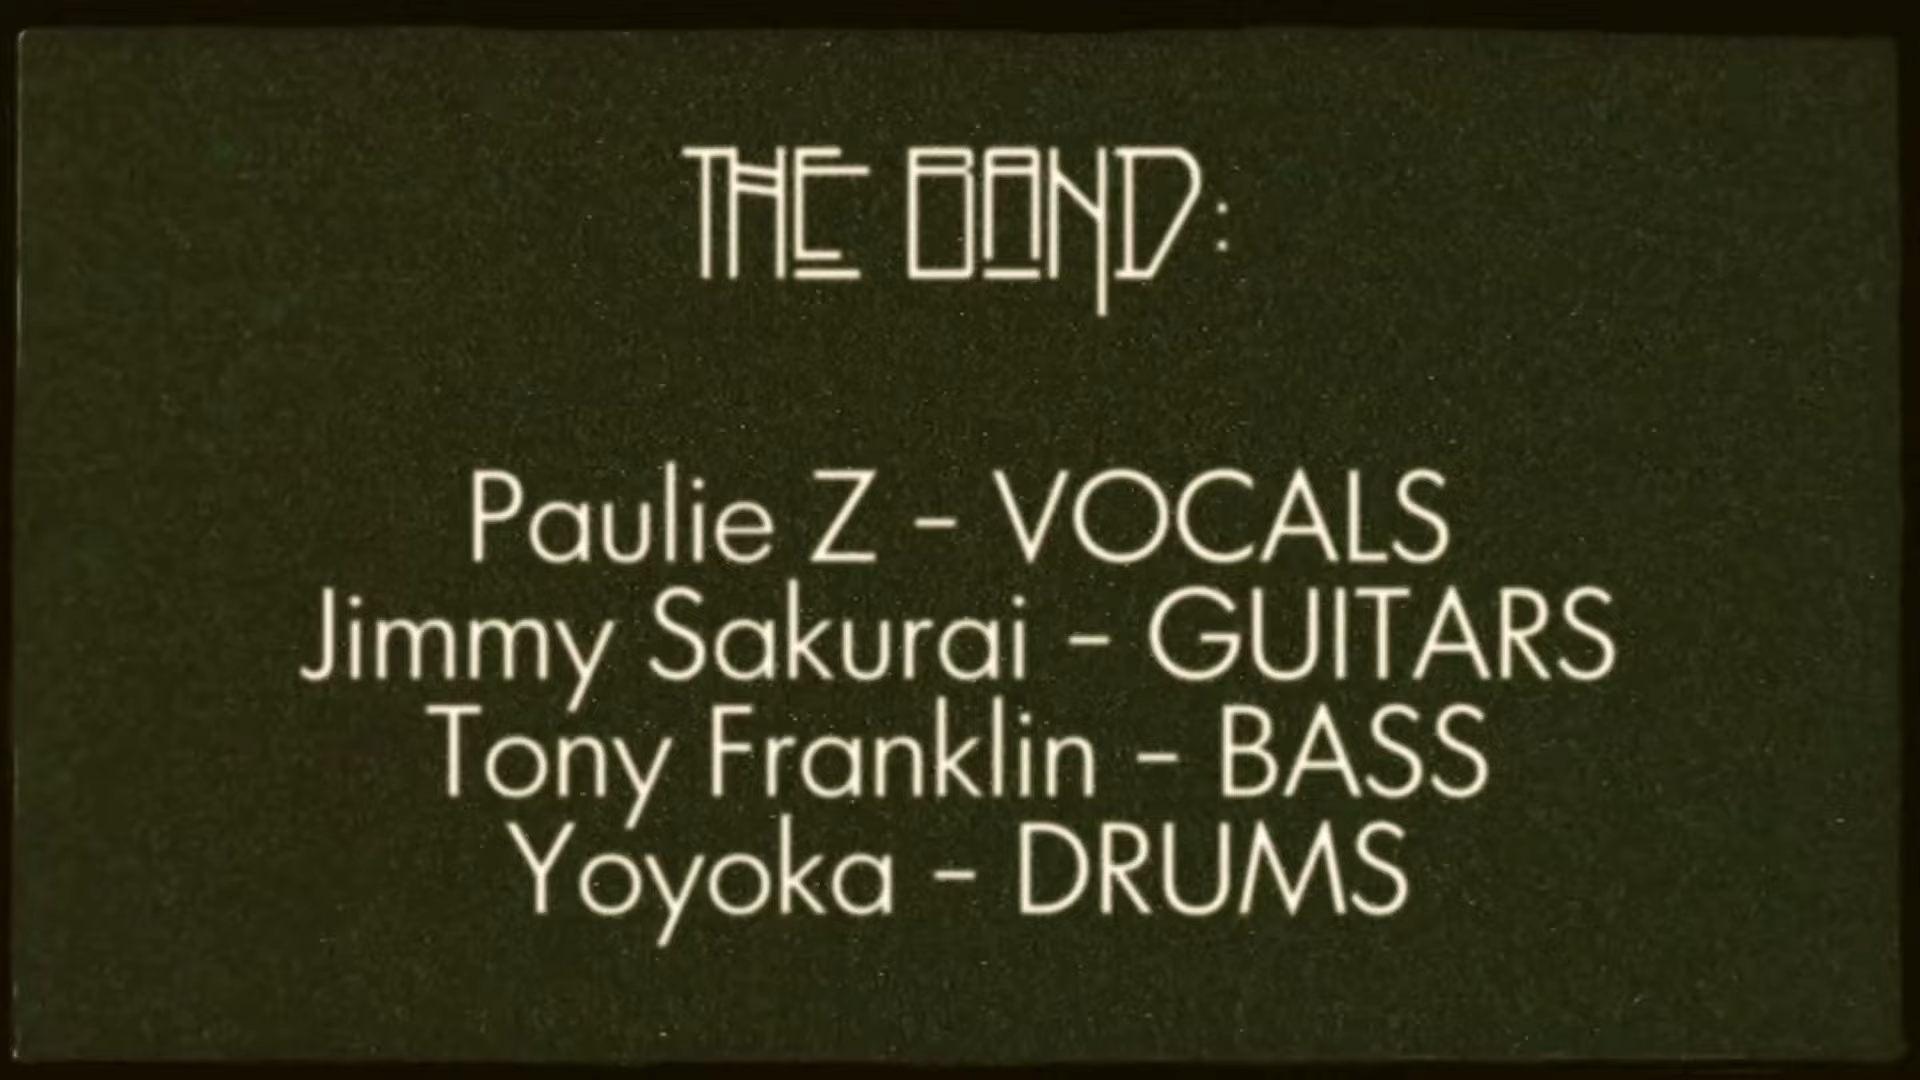 THE BAND:
Paulie Z – VOCALS
Jimmy Sakurai – GUITARS
Tony Franklin – BASS
Yoyoka – DRUMS